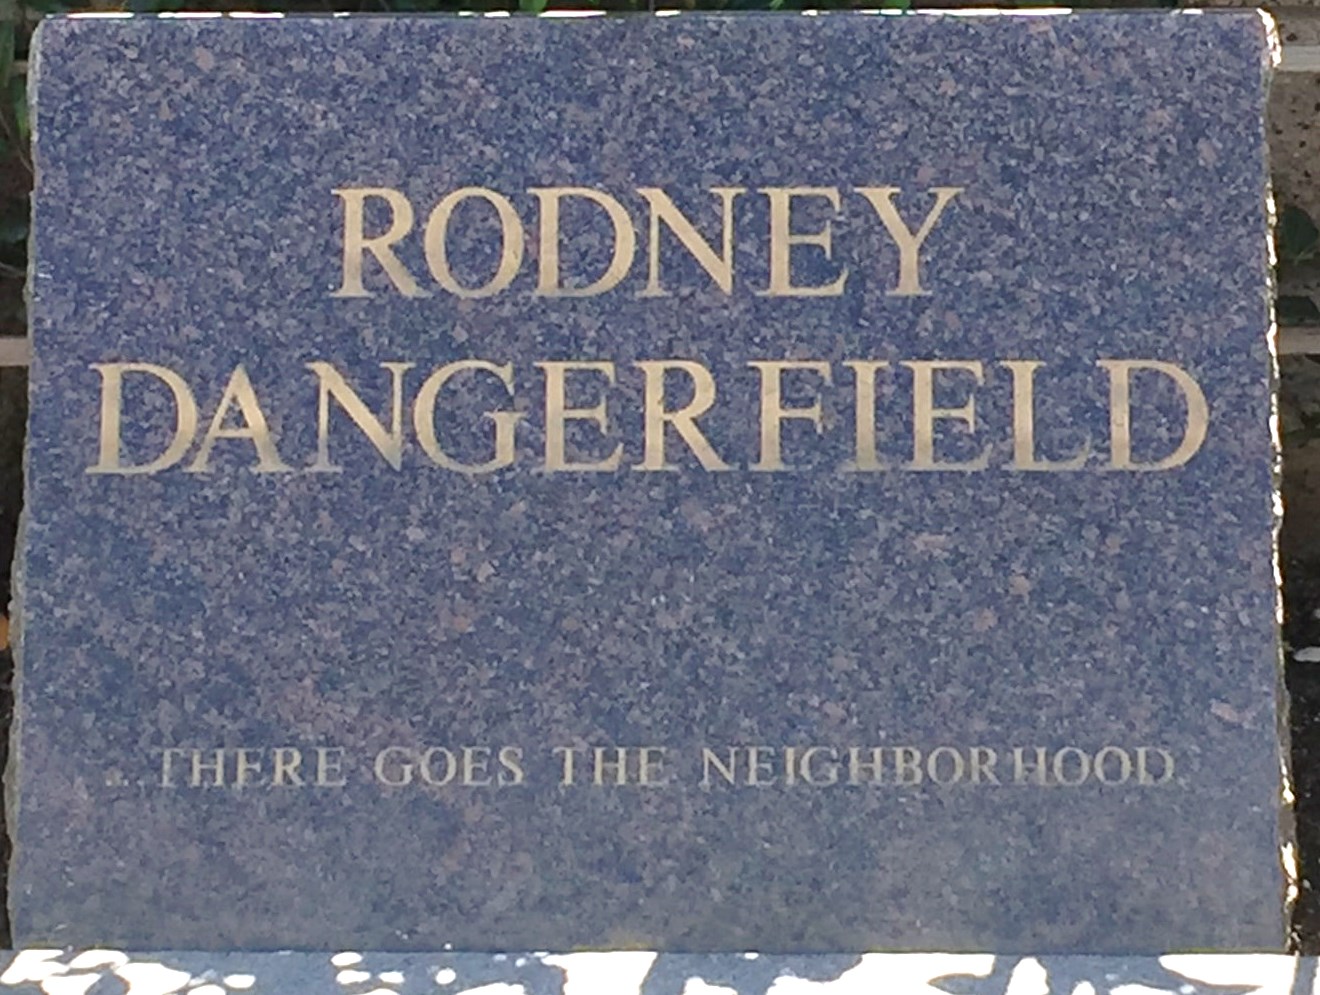 RODNEY
DANGERFIELD
...THERE GOES THE NEIGHBORHOOD.